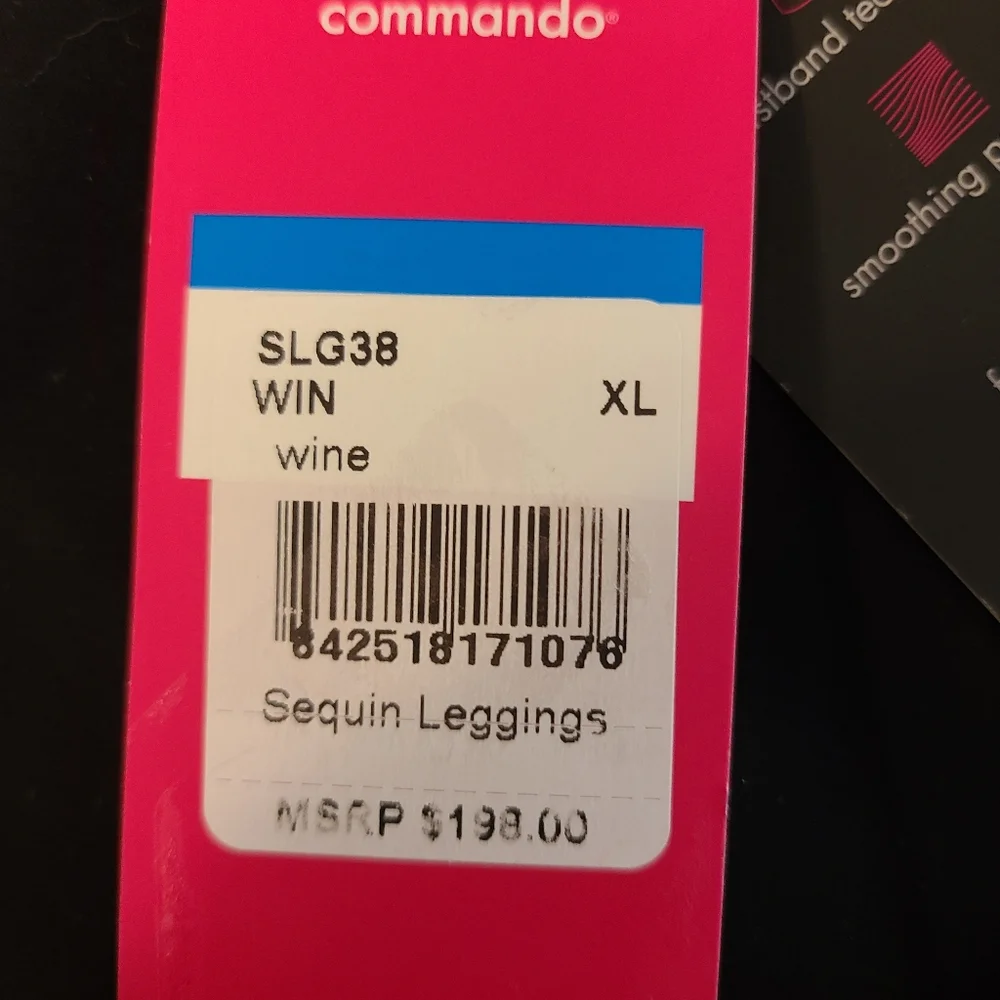 commando®
SLG38
WIN XL
wine
842518171076
Sequin Leggings
MSRP $198.00
smoothing